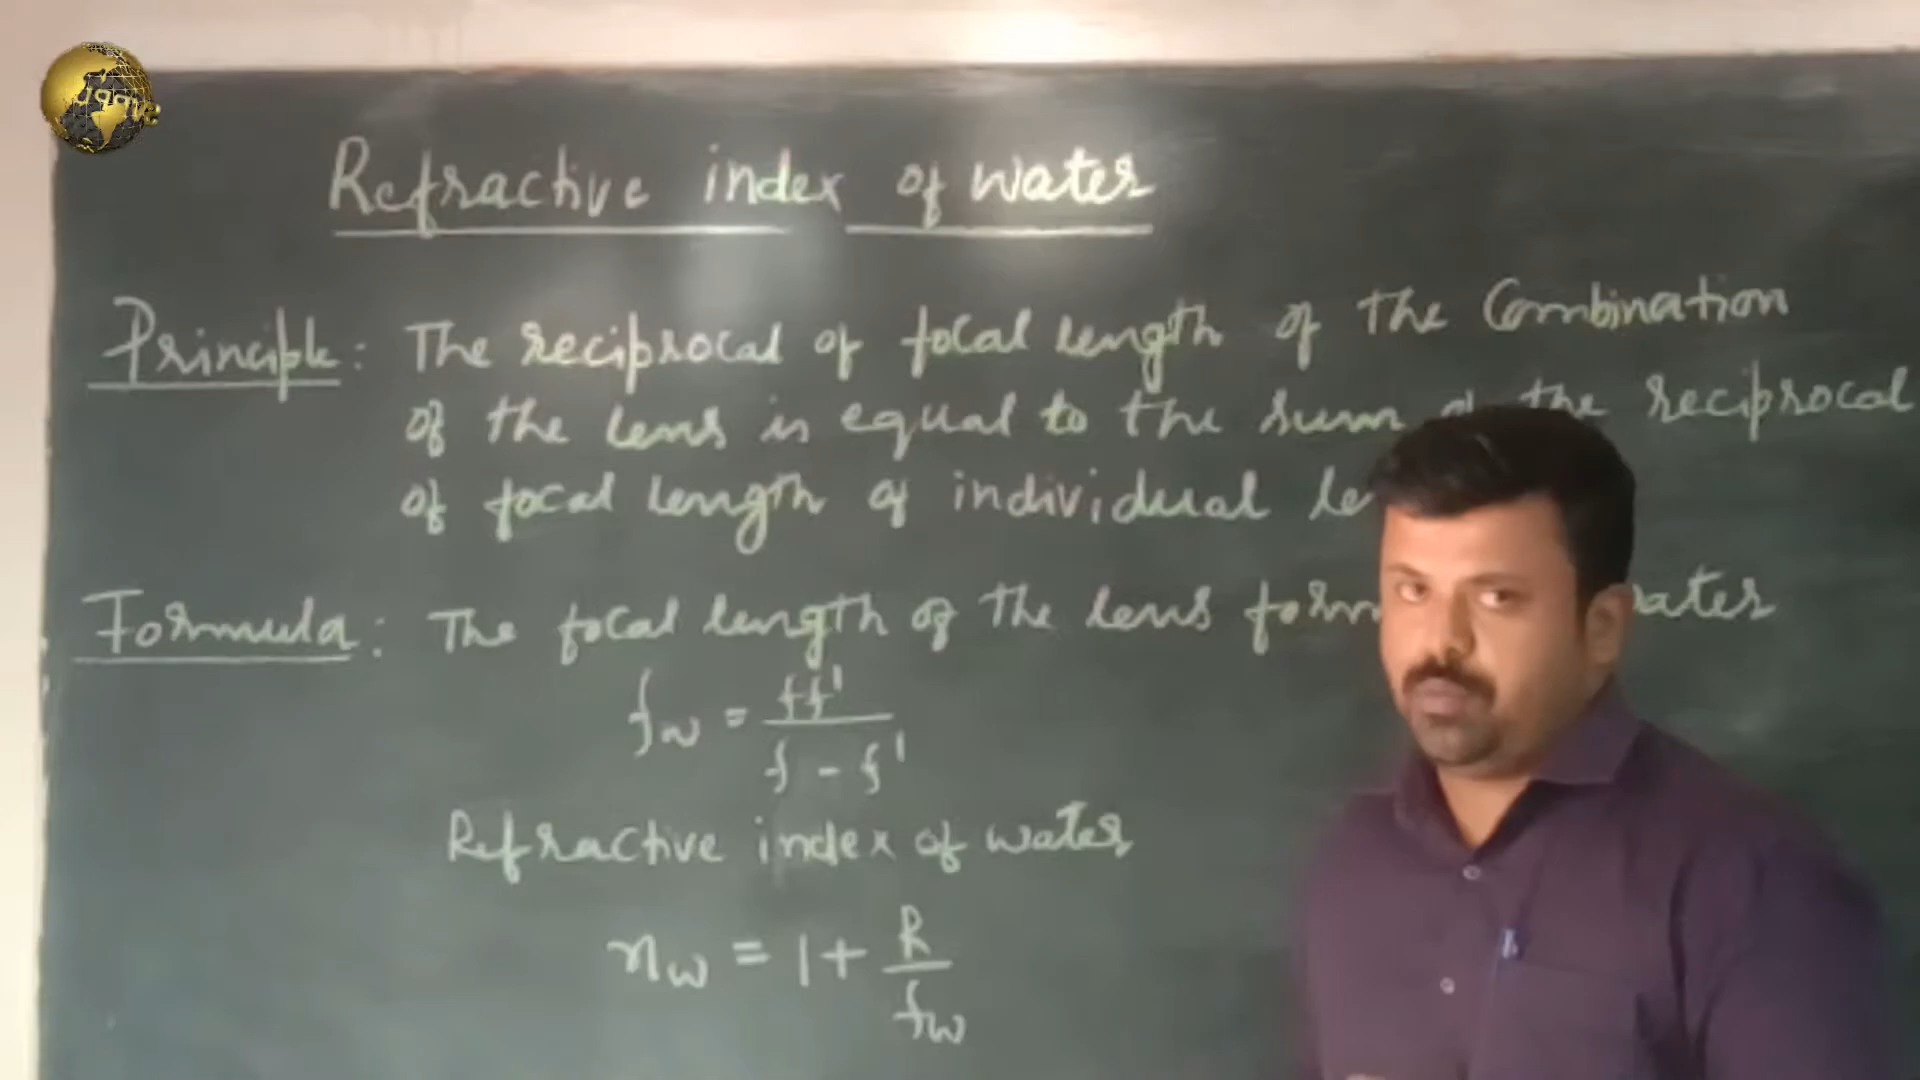 Refractive index of water
Principle: The reciprocal of focal length of the Combination
of the lens is equal to the sum the reciprocal
of focal length of individual
Formula: The focal length of the lens
fw = ff' / f - f'
Refractive index of water
nw = 1 + R / fw